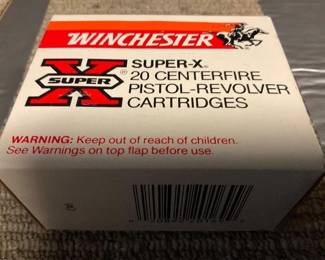 WINCHESTER
SUPER-X®
SUPER X®
20 CENTERFIRE
PISTOL-REVOLVER
CARTRIDGES
WARNING: Keep out of reach of children.
See Warnings on top flap before use.